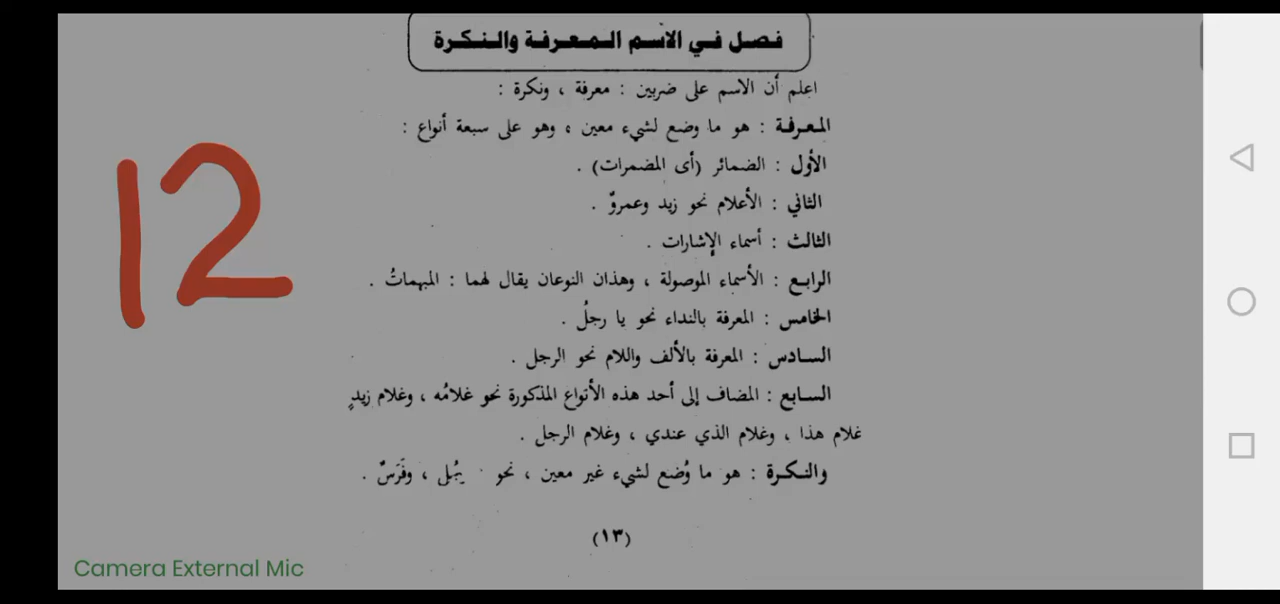 فصل في الاسم المعرفة والنكرة
اعلم أن الاسم على ضربين : معرفة ، ونكرة :
المعرفة : هو ما وضع لشيء معين ، وهو على سبعة أنواع :
الأول : الضمائر (أى المضمرات) .
الثاني : الأعلام نحو زيد وعمروٌ .
الثالث : أسماء الإشارات .
الرابع : الأسماء الموصولة ، وهذان النوعان يقال لهما : المبهماتُ .
الخامس : المعرفة بالنداء نحو يا رجلُ .
السادس : المعرفة بالألف واللام نحو الرجل .
السابع : المضاف إلى أحد هذه الأنواع المذكورة نحو غلامُه ، وغلام زيدٍ
غلام هذا ، وغلام الذي عندي ، وغلام الرجل .
والنكرة : هو ما وُضع لشيء غير معين ، نحو ، وفَرَسٌ .
(١٣)
12
Camera External Mic